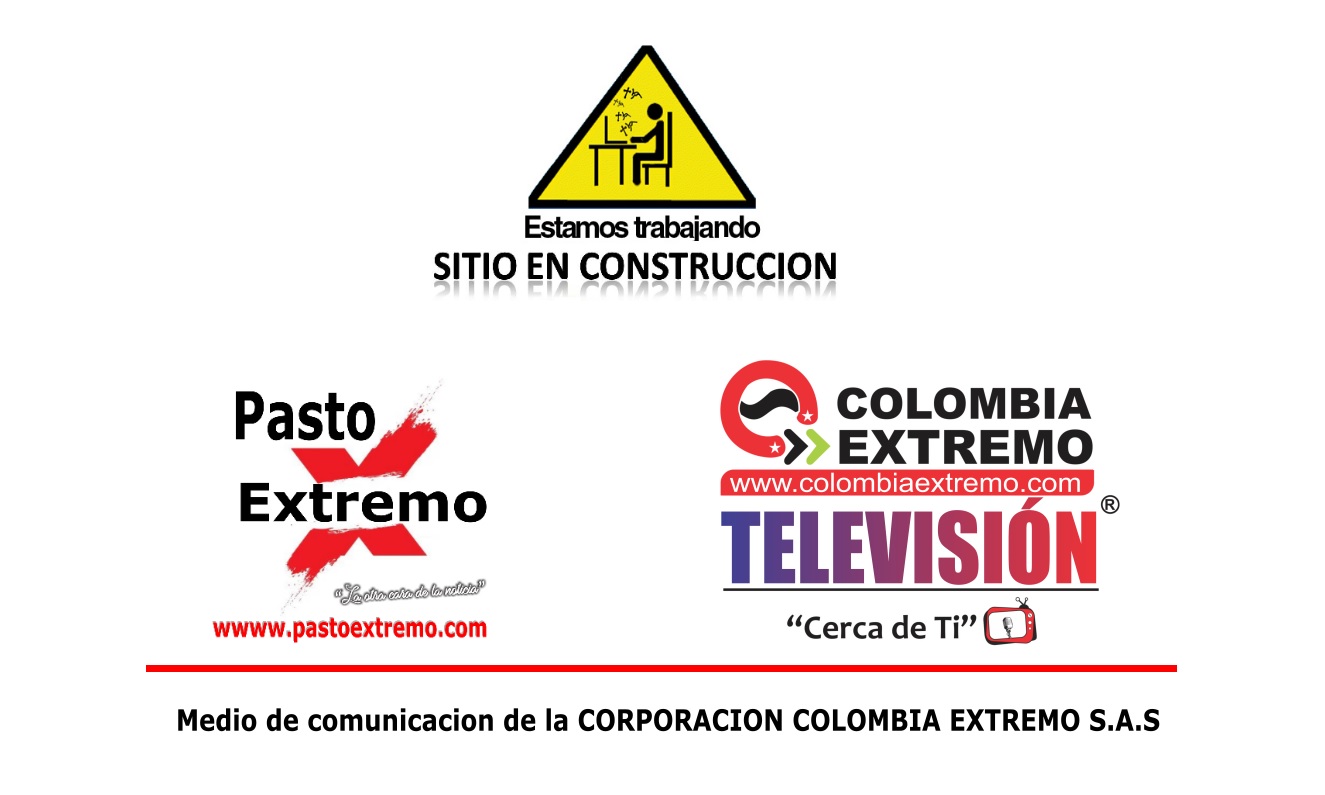 Estamos trabajando
SITIO EN CONSTRUCCION
Pasto
Extremo
“La otra cara de la noticia”
wwww.pastoextremo.com
COLOMBIA
EXTREMO
www.colombiaextremo.com
TELEVISIÓN®
“Cerca de Ti”
Medio de comunicacion de la CORPORACION COLOMBIA EXTREMO S.A.S